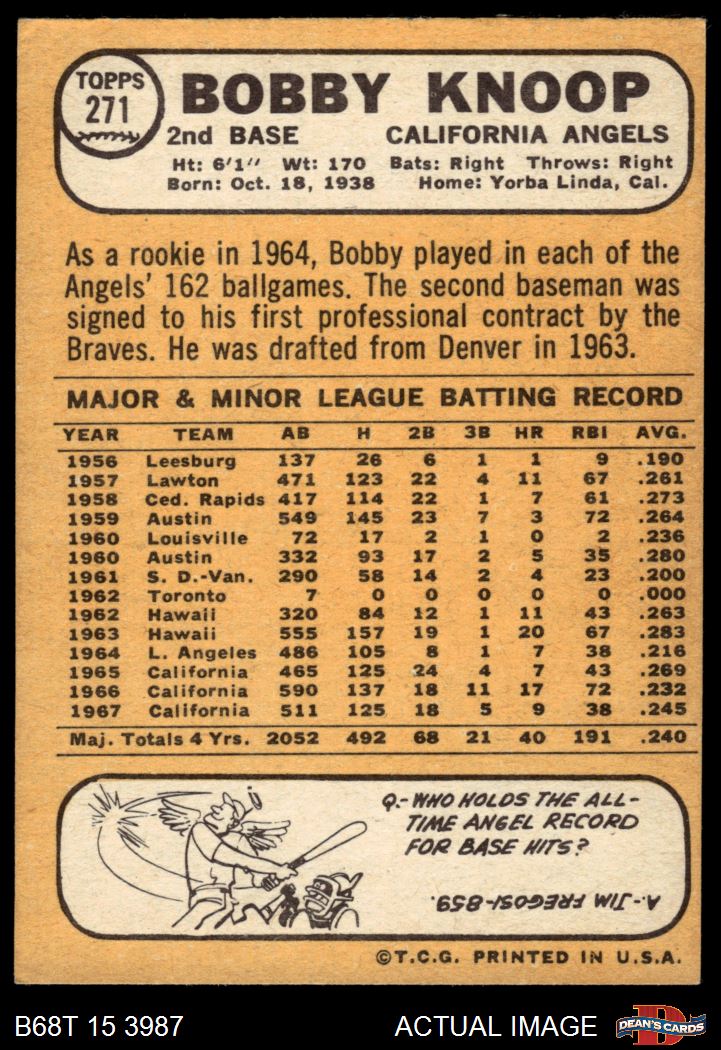 TOPPS
271
BOBBY KNOOP
2nd BASE CALIFORNIA ANGELS
Ht: 6'1" Wt: 170 Bats: Right Throws: Right
Born: Oct. 18, 1938 Home: Yorba Linda, Cal.
As a rookie in 1964, Bobby played in each of the
Angels' 162 ballgames. The second baseman was
signed to his first professional contract by the
Braves. He was drafted from Denver in 1963.
MAJOR & MINOR LEAGUE BATTING RECORD
YEAR TEAM AB H 2B 3B HR RBI AVG.
1956 Leesburg 137 26 6 1 1 9 .190
1957 Lawton 471 123 22 4 11 67 .261
1958 Ced. Rapids 417 114 22 1 7 61 .273
1959 Austin 549 145 23 7 3 72 .264
1960 Louisville 72 17 2 1 0 2 .236
1960 Austin 332 93 17 2 5 35 .280
1961 S. D.-Van. 290 58 14 2 4 23 .200
1962 Toronto 7 0 0 0 0 0 .000
1962 Hawaii 320 84 12 1 11 43 .263
1963 Hawaii 555 157 19 1 20 67 .283
1964 L. Angeles 486 105 8 1 7 38 .216
1965 California 465 125 24 4 7 43 .269
1966 California 590 137 18 11 17 72 .232
1967 California 511 125 18 5 9 38 .245
Maj. Totals 4 Yrs. 2052 492 68 21 40 191 .240
Q.-WHO HOLDS THE ALL-
TIME ANGEL RECORD
FOR BASE HITS?
A.-JIM FREGOSI-859.
©T.C.G. PRINTED IN U.S.A.
B68T 15 3987 ACTUAL IMAGE
DEAN'S CARDS